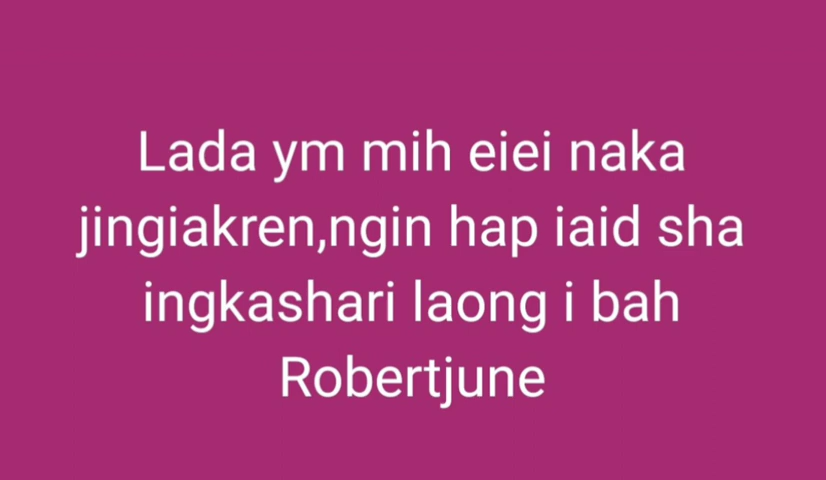 Lada ym mih eiei naka
jingiakren,ngin hap iaid sha
ingkashari laong i bah
Robertjune